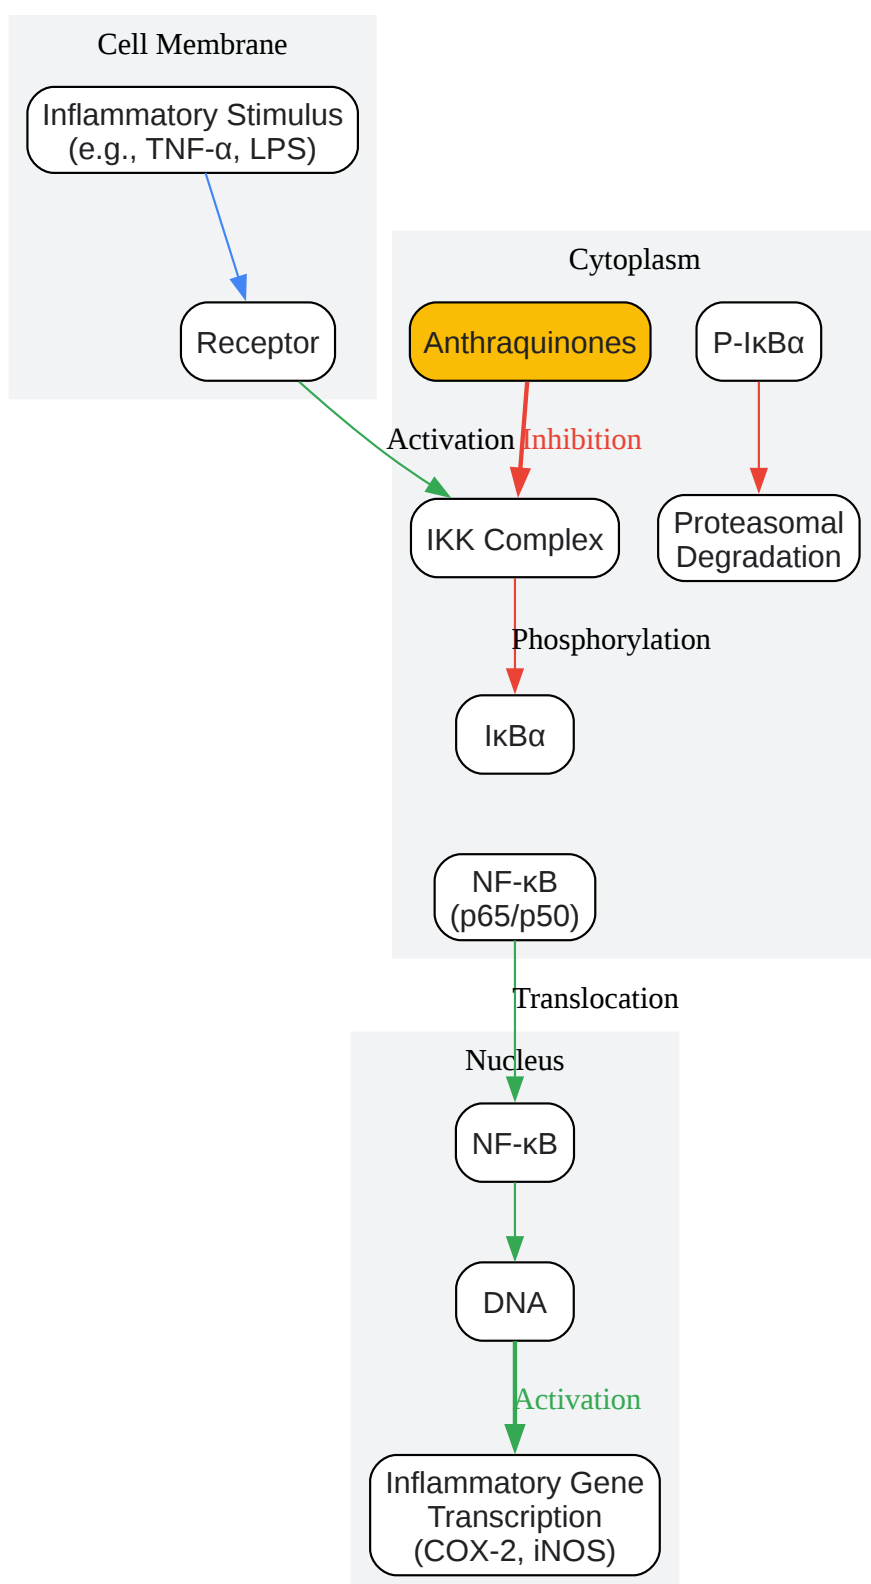 Cell Membrane
Inflammatory Stimulus
(e.g., TNF-α, LPS)
Receptor
Cytoplasm
Anthraquinones
P-IκBα
Activation
Inhibition
IKK Complex
Proteasomal
Degradation
Phosphorylation
IκBα
NF-κB
(p65/p50)
Translocation
Nucleus
NF-κB
DNA
Activation
Inflammatory Gene
Transcription
(COX-2, iNOS)